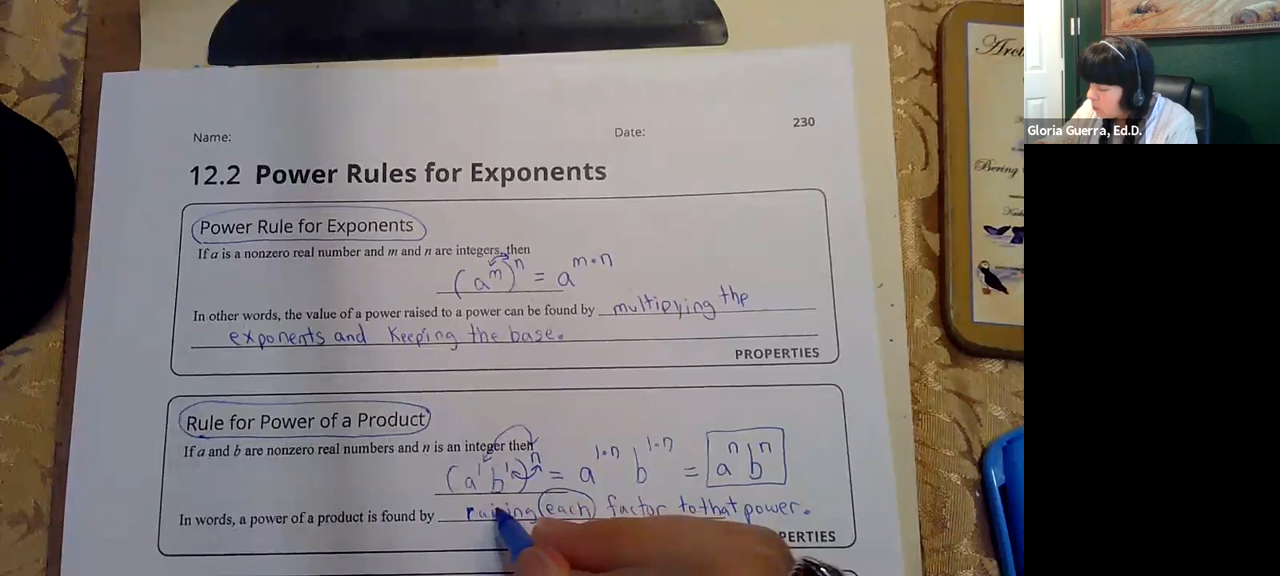 Gloria Guerra, Ed.D.
Name:
Date:
230
12.2 Power Rules for Exponents
Power Rule for Exponents
If a is a nonzero real number and m and n are integers, then
(a^m)^n = a^{m·n}
In other words, the value of a power raised to a power can be found by multiplying the
exponents and keeping the base.
PROPERTIES
Rule for Power of a Product
If a and b are nonzero real numbers and n is an integer then
(a^1 b^1)^n = a^{1·n} b^{1·n} = a^n b^n
In words, a power of a product is found by raising each factor to that power.
PERTIES
Bering